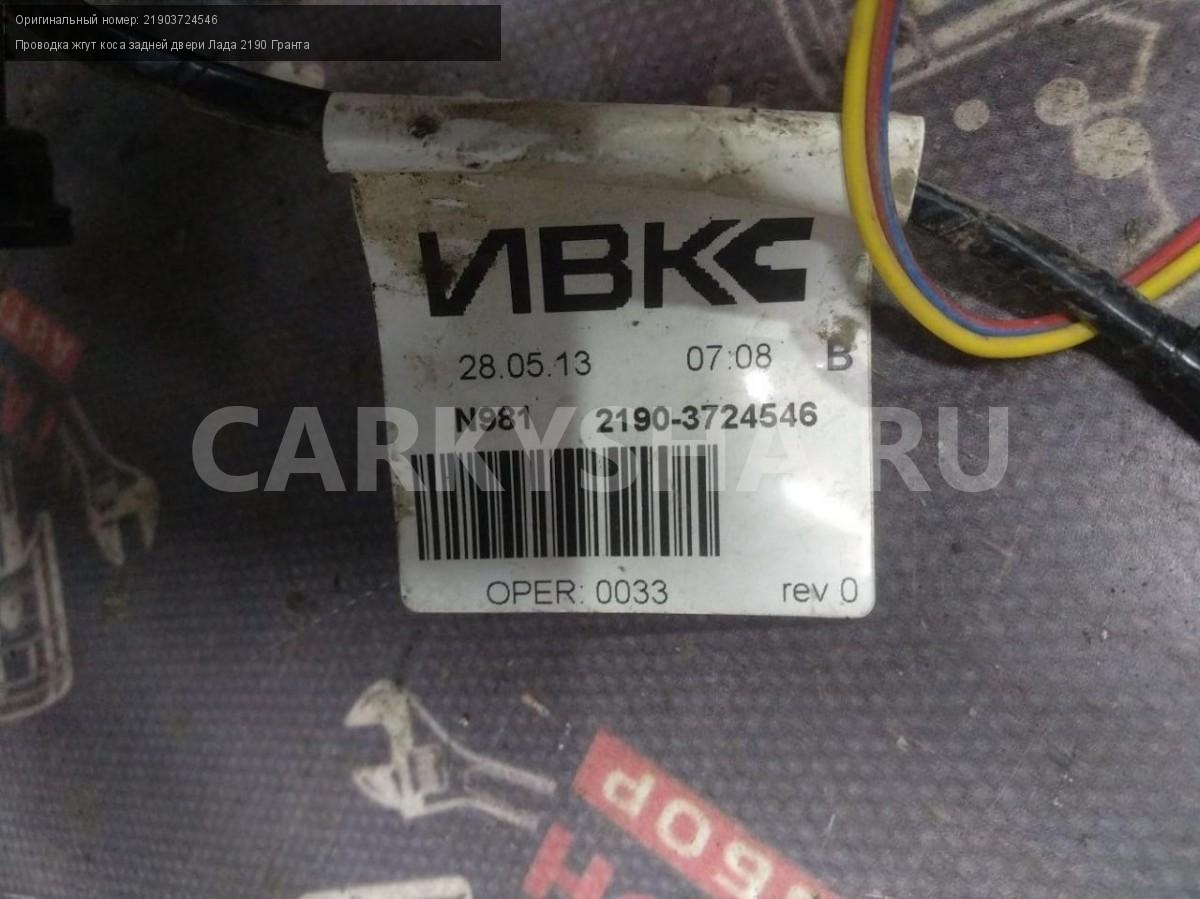 Оригинальный номер: 21903724546
Проводка жгут коса задней двери Лада 2190 Гранта
ИВКС
28.05.13 07:08 В
N981 2190-3724546
CARKYSHA.RU
OPER: 0033 rev 0